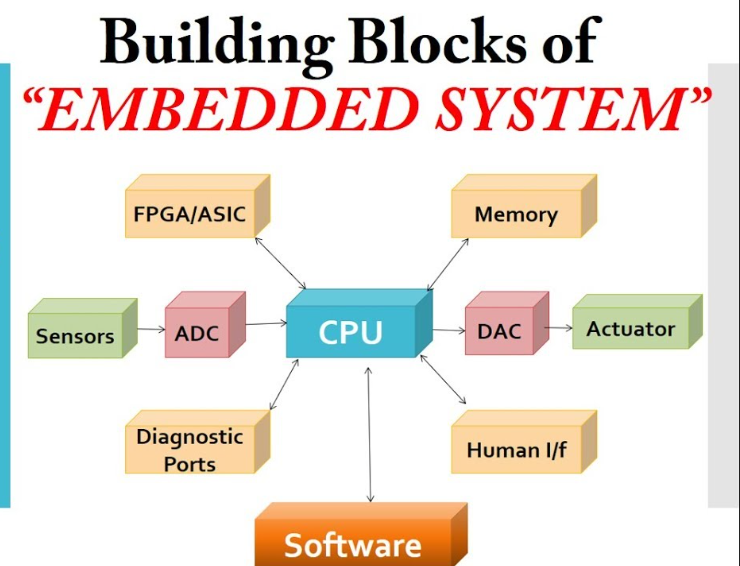 Building Blocks of
“EMBEDDED SYSTEM”
FPGA/ASIC
Memory
Sensors
ADC
CPU
DAC
Actuator
Diagnostic
Ports
Human I/f
Software